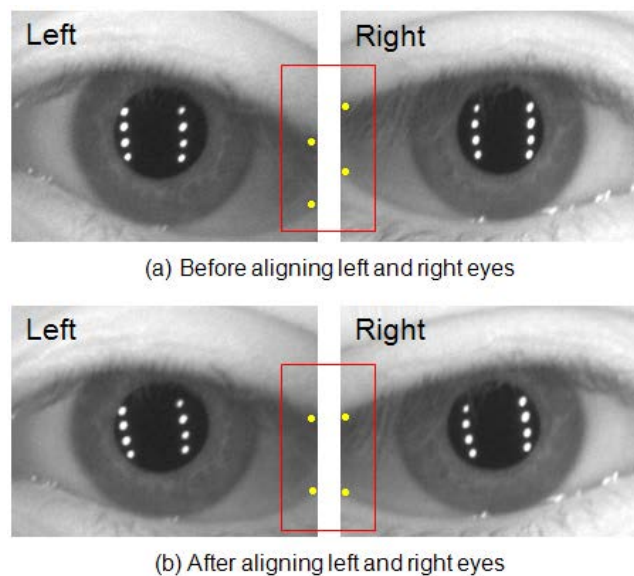 Left
Right
(a) Before aligning left and right eyes
Left
Right
(b) After aligning left and right eyes